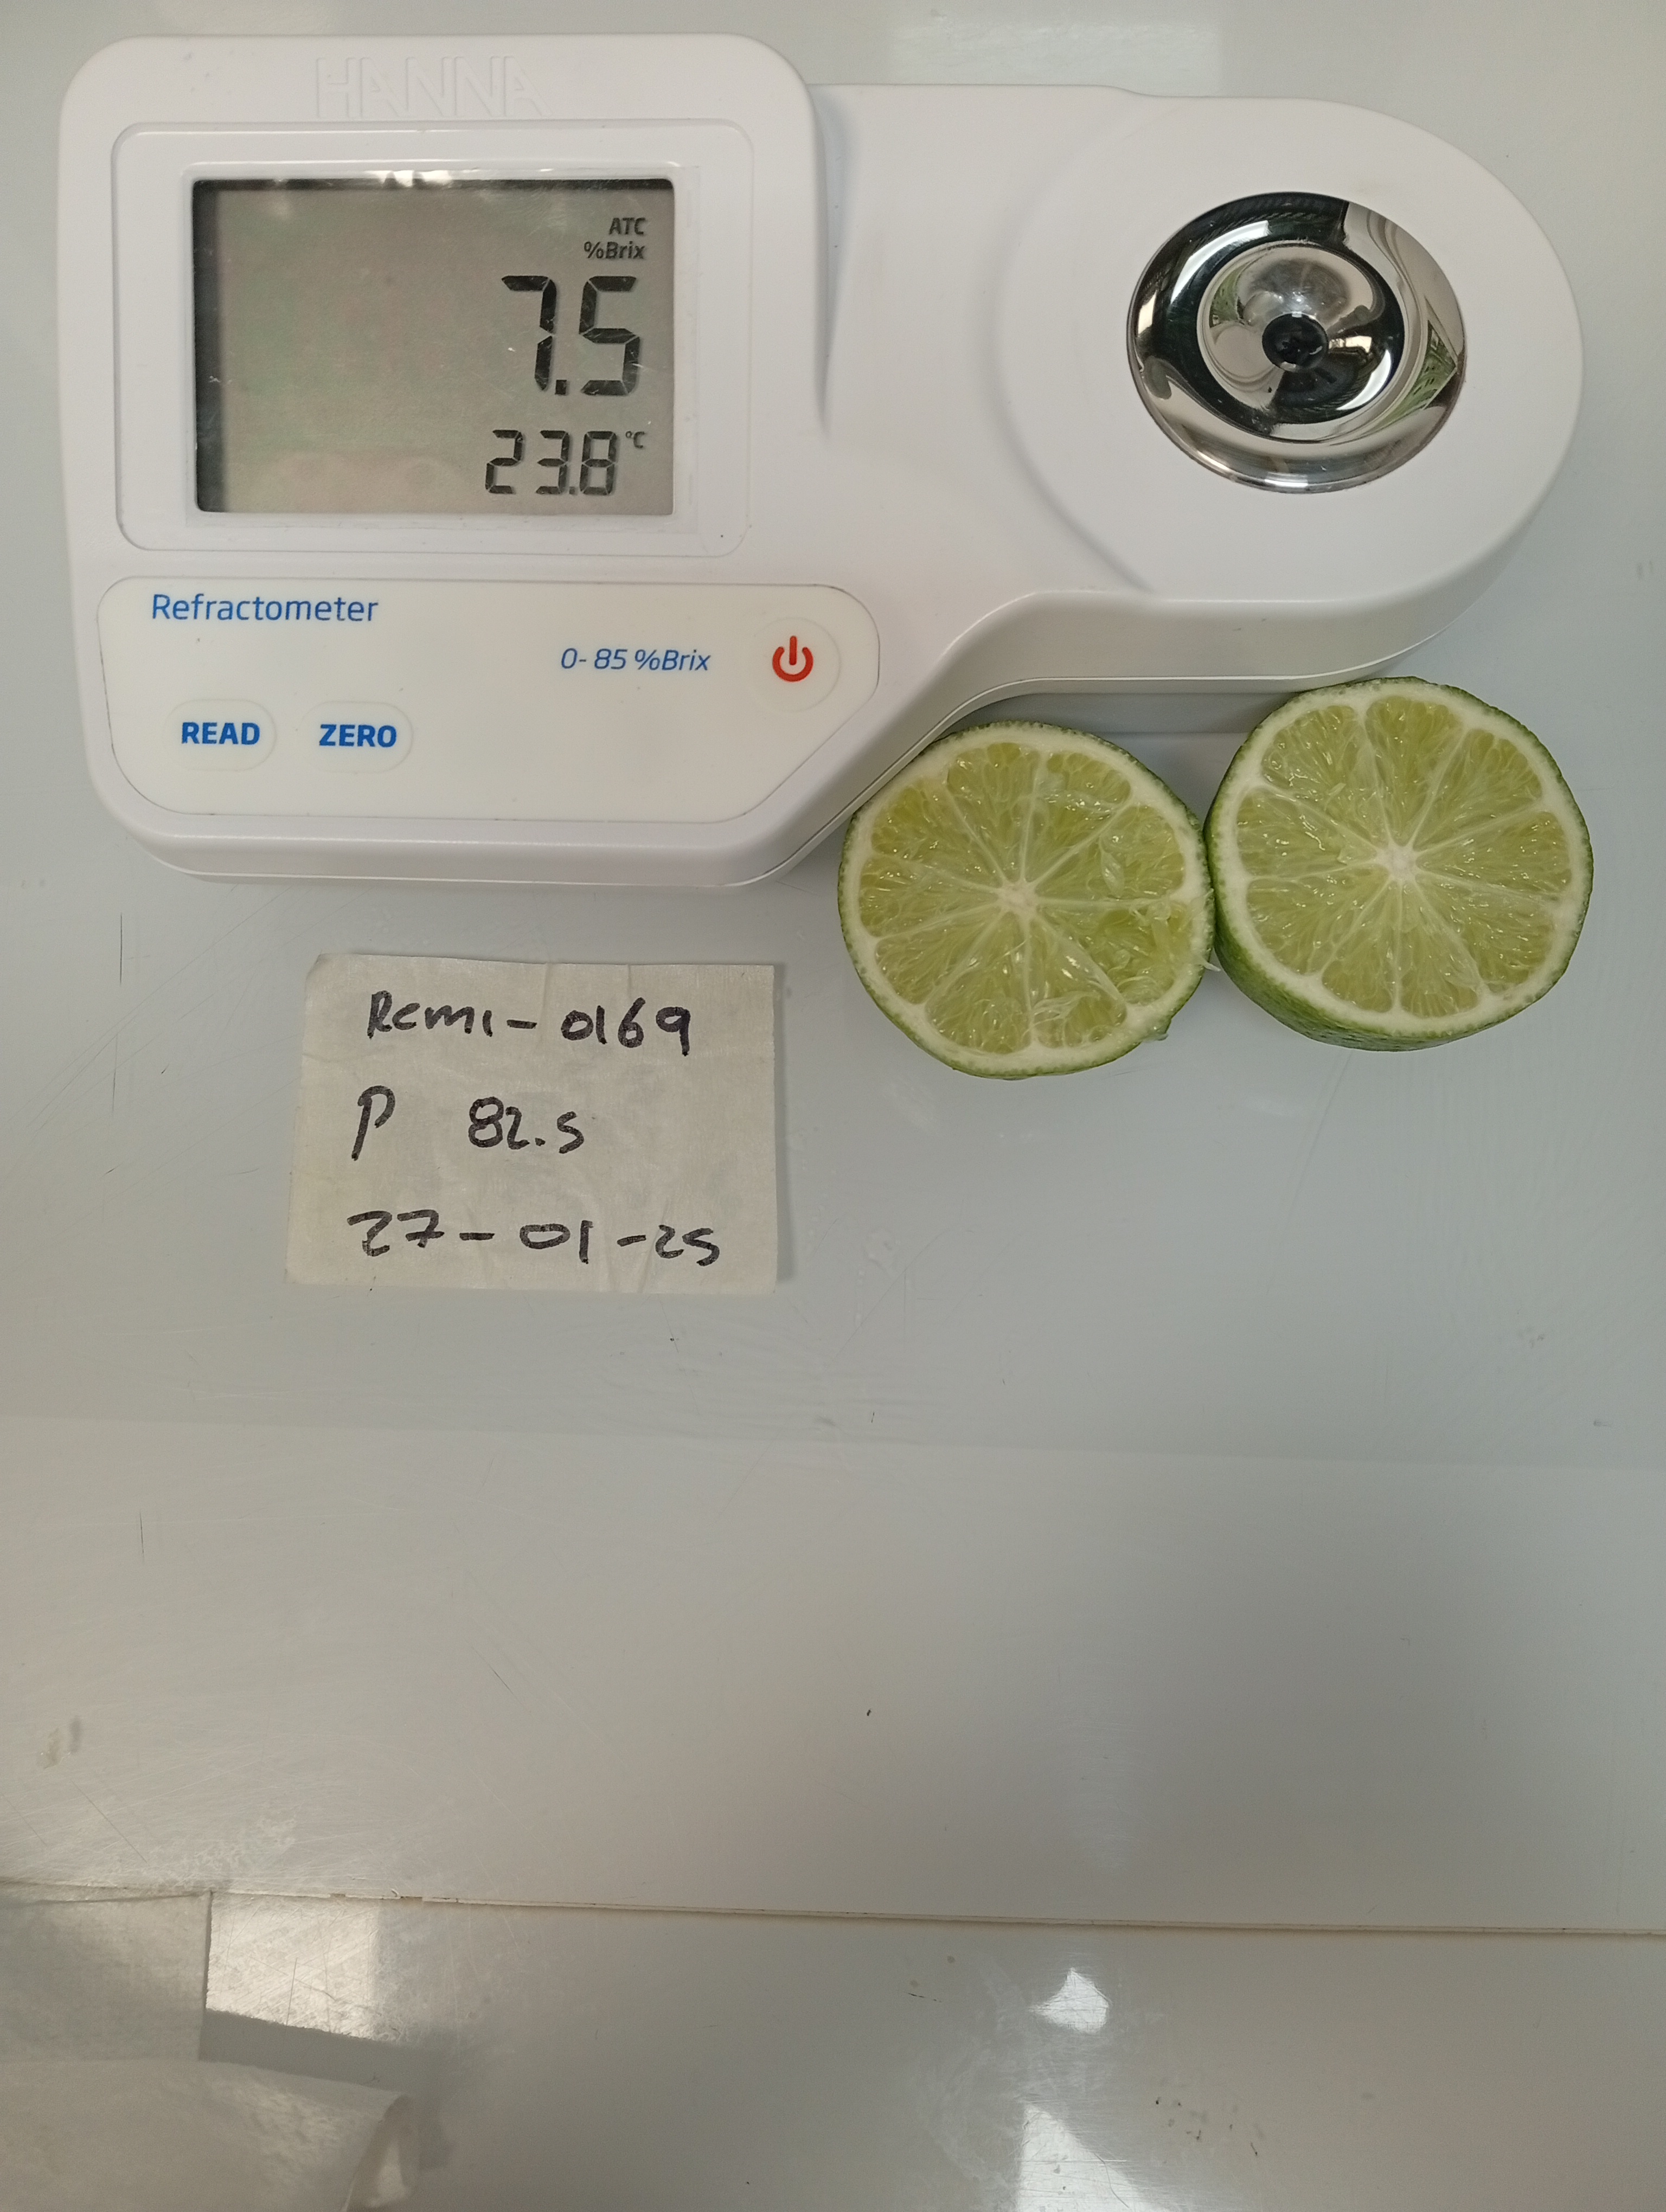 HANNA
ATC
%Brix
7.5
23.8 °C
Refractometer
0-85 %Brix
READ ZERO
Rcmi-0169
P 82.5
27-01-25